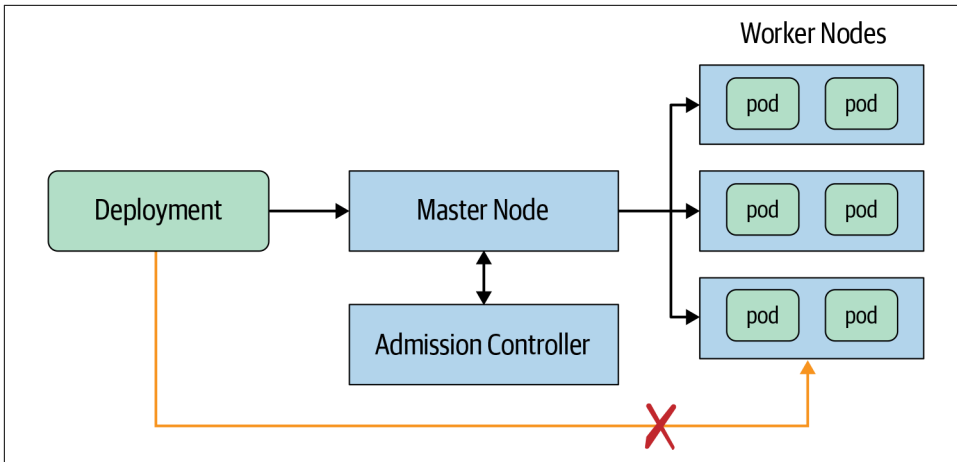 Worker Nodes
pod pod
Deployment
Master Node
pod pod
Admission Controller
pod pod